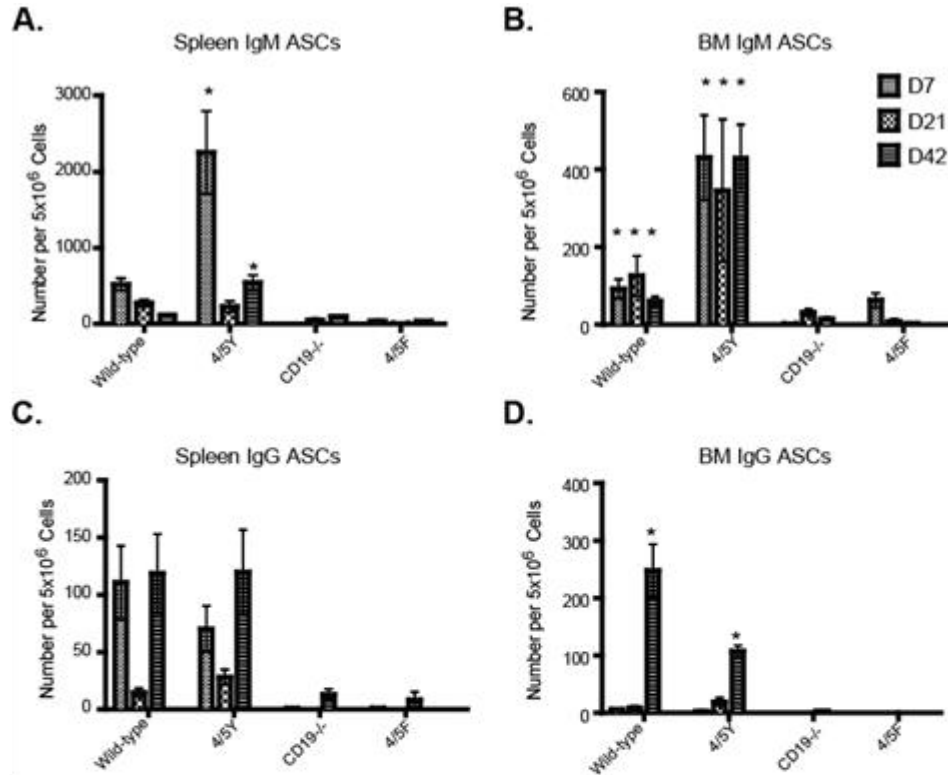 A.
Spleen IgM ASCs
Number per 5x10⁶ Cells
3000
2000
1000
0
*
*
Wild-type
4/5Y
CD19-/-
4/5F
B.
BM IgM ASCs
Number per 5x10⁶ Cells
600
400
200
0
* * *
* * *
Wild-type
4/5Y
CD19-/-
4/5F
D7
D21
D42
C.
Spleen IgG ASCs
Number per 5x10⁶ Cells
200
150
100
50
0
Wild-type
4/5Y
CD19-/-
4/5F
D.
BM IgG ASCs
Number per 5x10⁶ Cells
400
300
200
100
0
*
*
Wild-type
4/5Y
CD19-/-
4/5F